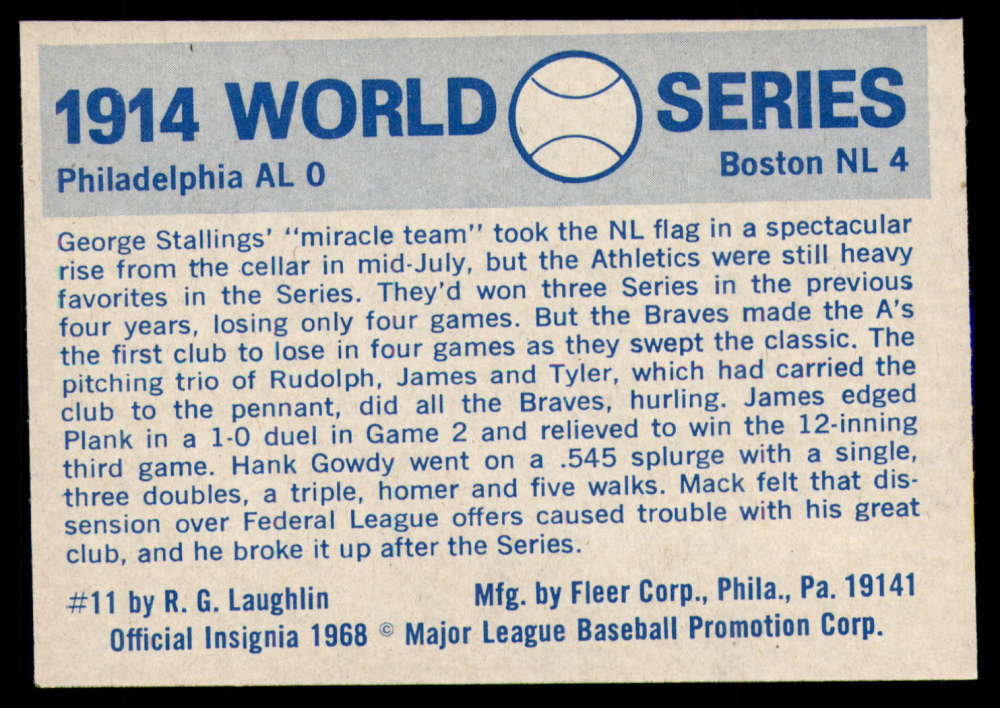 1914 WORLD SERIES
Philadelphia AL 0 Boston NL 4
George Stallings' "miracle team" took the NL flag in a spectacular
rise from the cellar in mid-July, but the Athletics were still heavy
favorites in the Series. They'd won three Series in the previous
four years, losing only four games. But the Braves made the A's
the first club to lose in four games as they swept the classic. The
pitching trio of Rudolph, James and Tyler, which had carried the
club to the pennant, did all the Braves, hurling. James edged
Plank in a 1-0 duel in Game 2 and relieved to win the 12-inning
third game. Hank Gowdy went on a .545 splurge with a single,
three doubles, a triple, homer and five walks. Mack felt that dis-
sension over Federal League offers caused trouble with his great
club, and he broke it up after the Series.
#11 by R. G. Laughlin Mfg. by Fleer Corp., Phila., Pa. 19141
Official Insignia 1968 © Major League Baseball Promotion Corp.